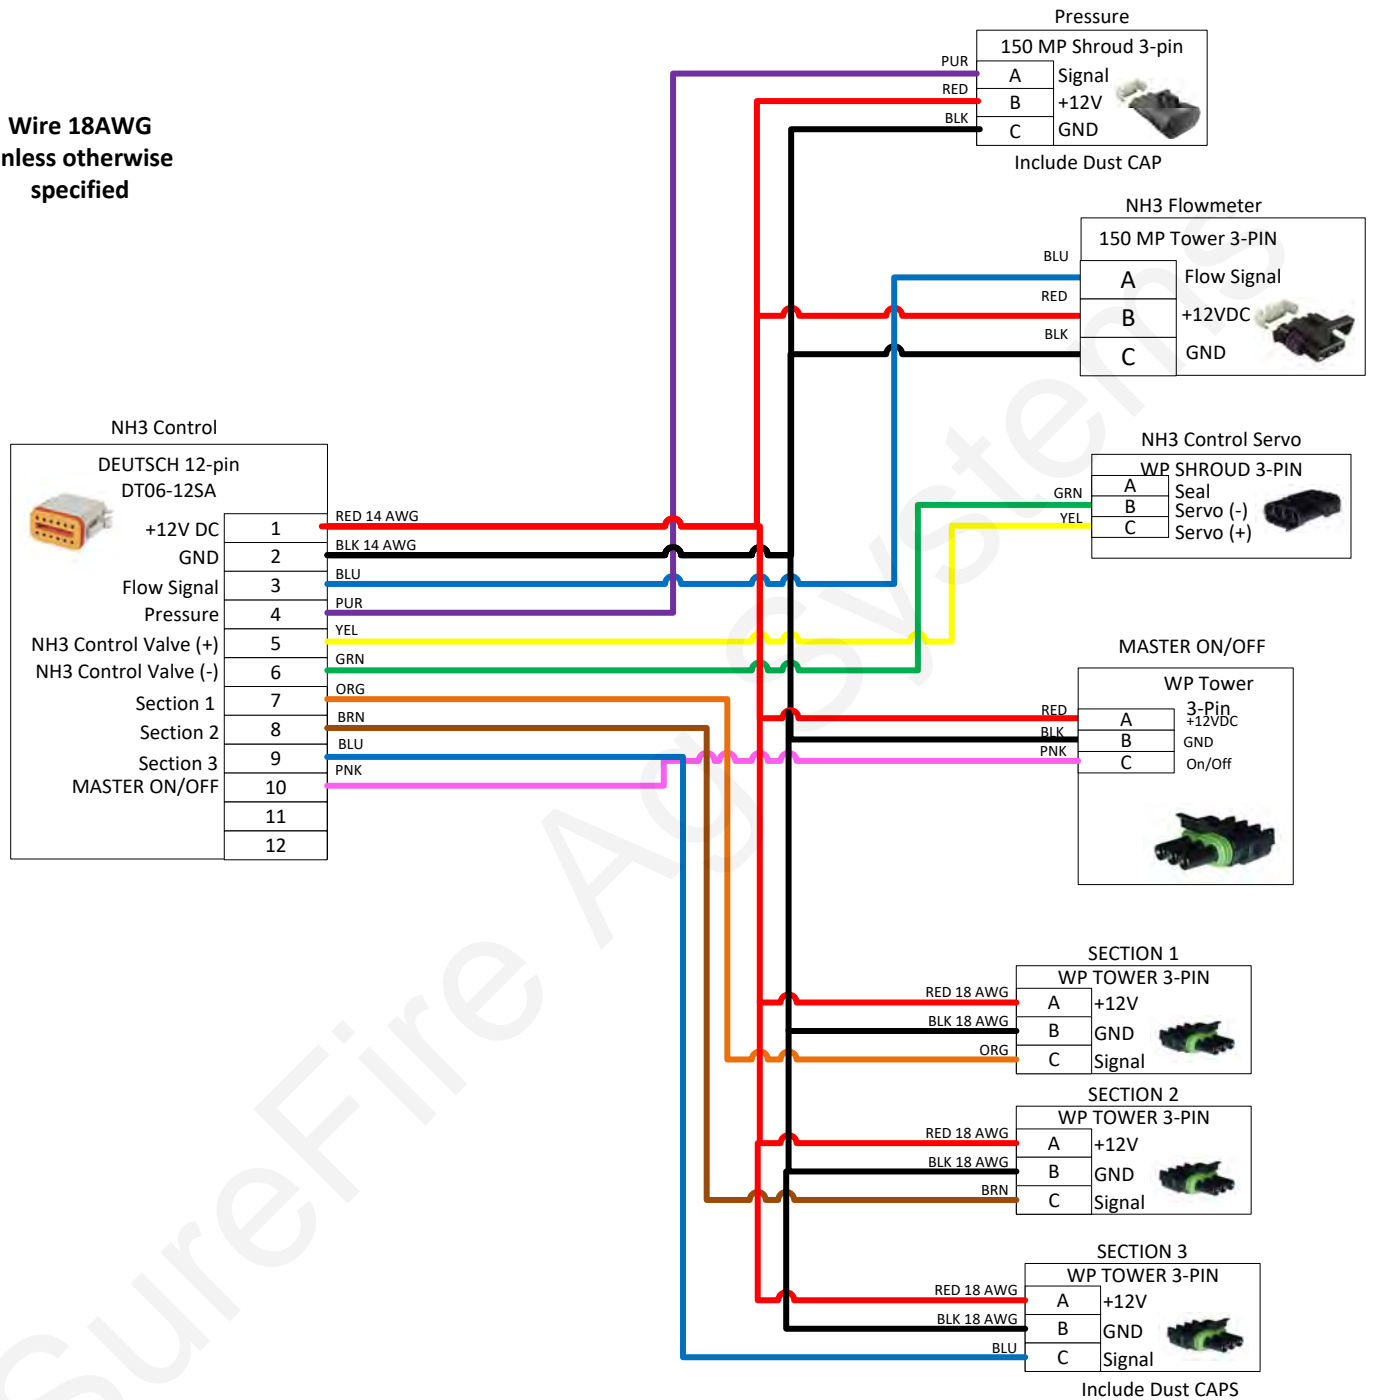 Pressure
150 MP Shroud 3-pin
PUR
A Signal
RED
B +12V
BLK
C GND
Include Dust CAP
Wire 18AWG
nless otherwise
specified
NH3 Flowmeter
150 MP Tower 3-PIN
BLU
A Flow Signal
RED
B +12VDC
BLK
C GND
NH3 Control
DEUTSCH 12-pin
DT06-12SA
+12V DC 1 RED 14 AWG
GND 2 BLK 14 AWG
Flow Signal 3 BLU
Pressure 4 PUR
NH3 Control Valve (+) 5 YEL
NH3 Control Valve (-) 6 GRN
Section 1 7 ORG
Section 2 8 BRN
Section 3 9 BLU
MASTER ON/OFF 10 PNK
11
12
NH3 Control Servo
WP SHROUD 3-PIN
A Seal
GRN B Servo (-)
YEL C Servo (+)
MASTER ON/OFF
WP Tower
3-Pin
RED A +12VDC
BLK B GND
PNK C On/Off
SECTION 1
WP TOWER 3-PIN
RED 18 AWG A +12V
BLK 18 AWG B GND
ORG C Signal
SECTION 2
WP TOWER 3-PIN
RED 18 AWG A +12V
BLK 18 AWG B GND
BRN C Signal
SECTION 3
WP TOWER 3-PIN
RED 18 AWG A +12V
BLK 18 AWG B GND
BLU C Signal
Include Dust CAPS
SureFire Ag Systems